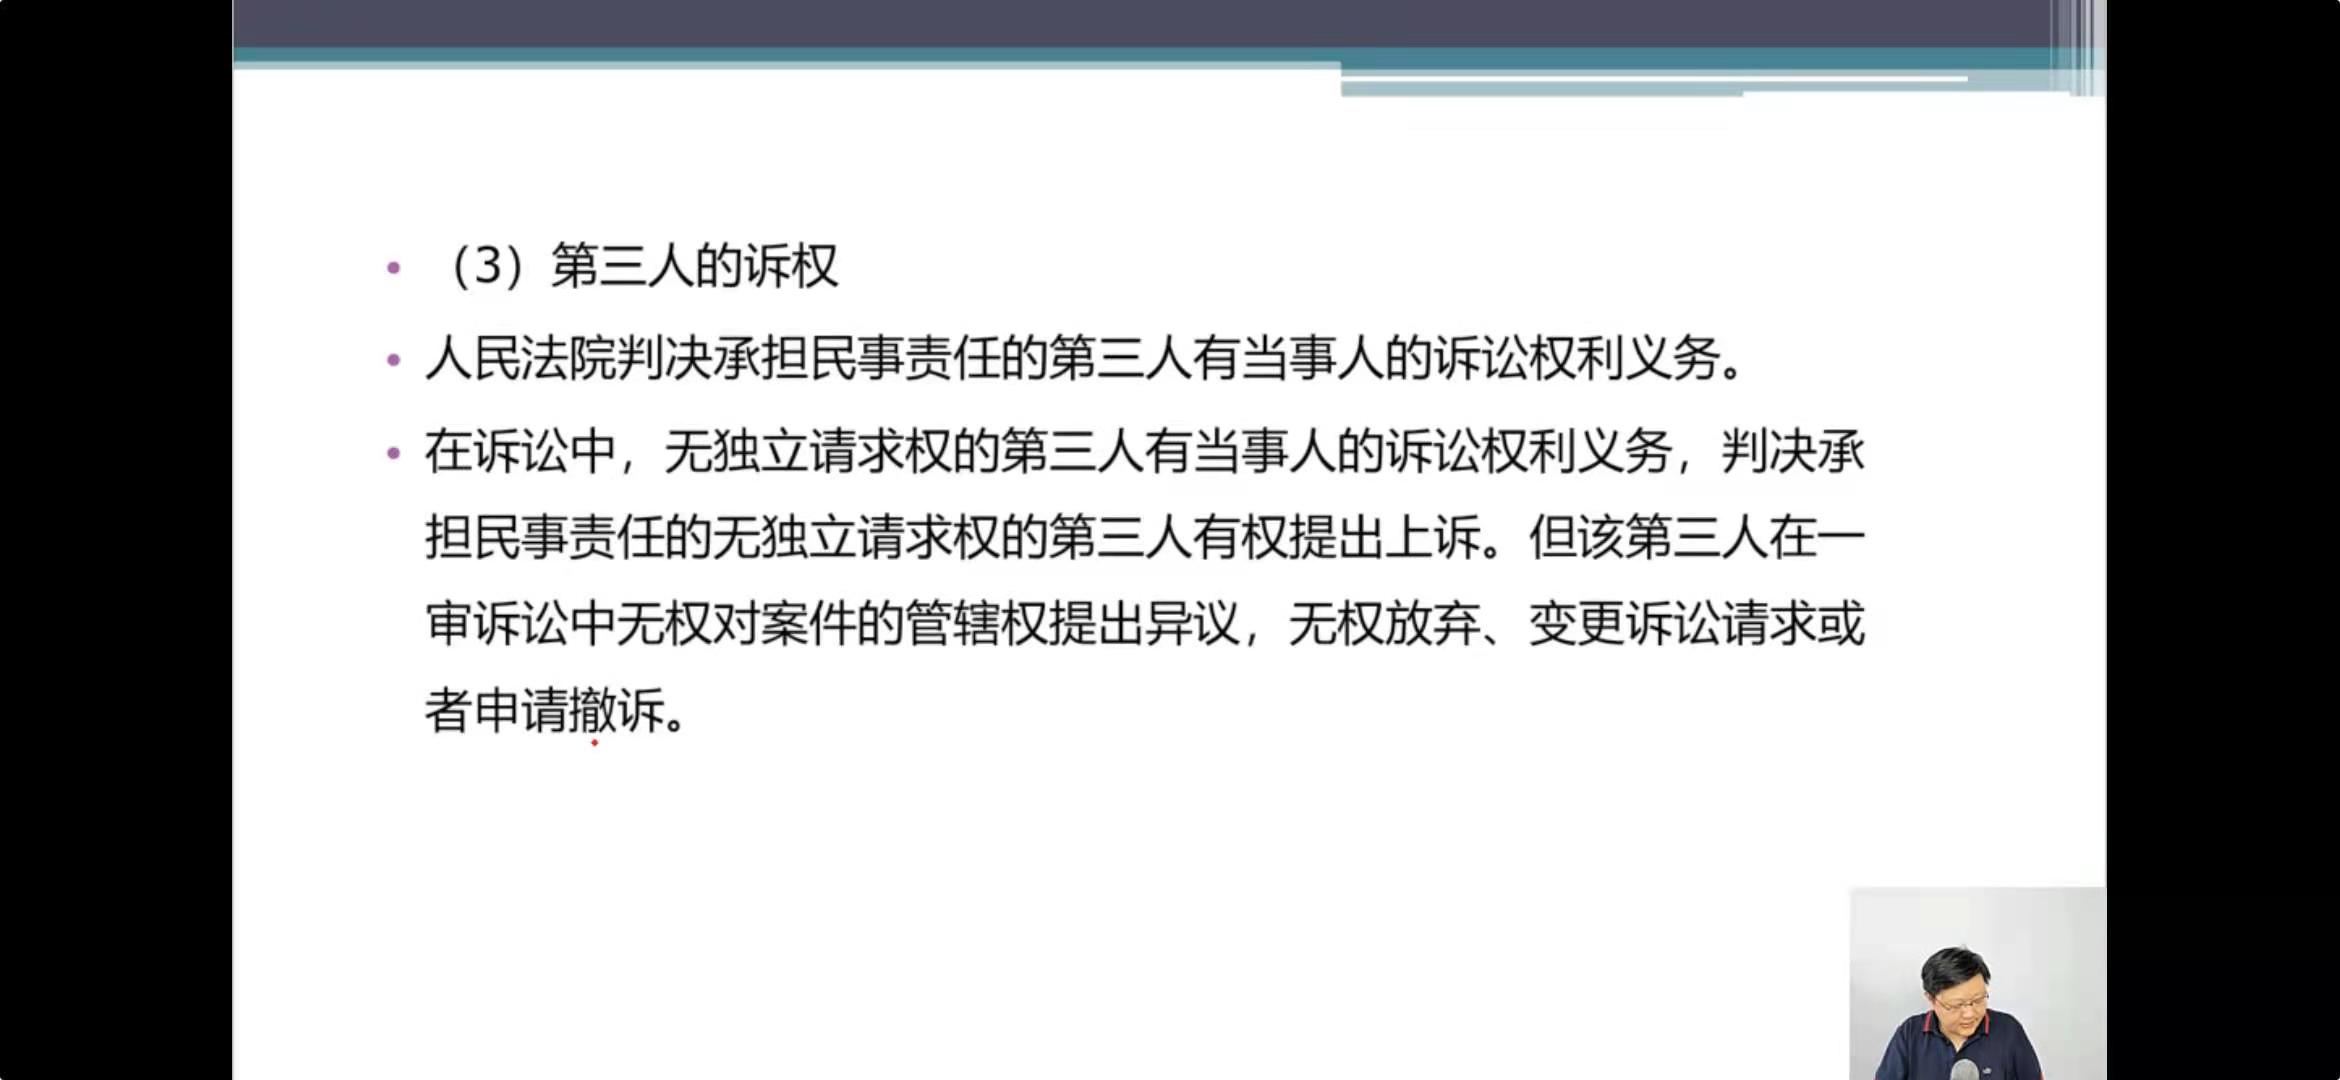 • （3）第三人的诉权
• 人民法院判决承担民事责任的第三人有当事人的诉讼权利义务。
• 在诉讼中，无独立请求权的第三人有当事人的诉讼权利义务，判决承
担民事责任的无独立请求权的第三人有权提出上诉。但该第三人在一
审诉讼中无权对案件的管辖权提出异议，无权放弃、变更诉讼请求或
者申请撤诉。